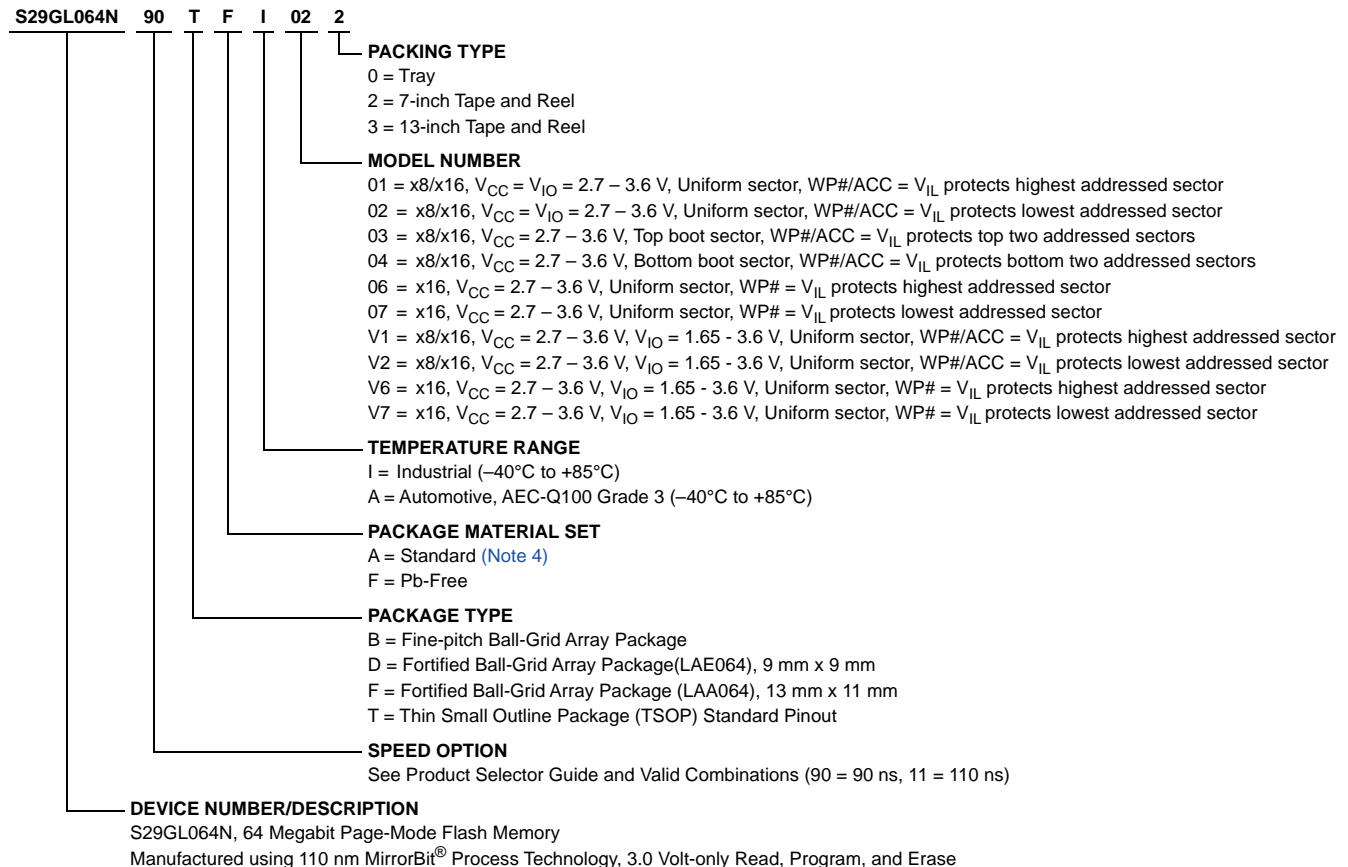 S29GL064N 90 T F I 02 2
PACKING TYPE
0 = Tray
2 = 7-inch Tape and Reel
3 = 13-inch Tape and Reel
MODEL NUMBER
01 = x8/x16, VCC = VIO = 2.7 – 3.6 V, Uniform sector, WP#/ACC = VIL protects highest addressed sector
02 = x8/x16, VCC = VIO = 2.7 – 3.6 V, Uniform sector, WP#/ACC = VIL protects lowest addressed sector
03 = x8/x16, VCC = 2.7 – 3.6 V, Top boot sector, WP#/ACC = VIL protects top two addressed sectors
04 = x8/x16, VCC = 2.7 – 3.6 V, Bottom boot sector, WP#/ACC = VIL protects bottom two addressed sectors
06 = x16, VCC = 2.7 – 3.6 V, Uniform sector, WP# = VIL protects highest addressed sector
07 = x16, VCC = 2.7 – 3.6 V, Uniform sector, WP# = VIL protects lowest addressed sector
V1 = x8/x16, VCC = 2.7 – 3.6 V, VIO = 1.65 - 3.6 V, Uniform sector, WP#/ACC = VIL protects highest addressed sector
V2 = x8/x16, VCC = 2.7 – 3.6 V, VIO = 1.65 - 3.6 V, Uniform sector, WP#/ACC = VIL protects lowest addressed sector
V6 = x16, VCC = 2.7 – 3.6 V, VIO = 1.65 - 3.6 V, Uniform sector, WP# = VIL protects highest addressed sector
V7 = x16, VCC = 2.7 – 3.6 V, VIO = 1.65 - 3.6 V, Uniform sector, WP# = VIL protects lowest addressed sector
TEMPERATURE RANGE
I = Industrial (–40°C to +85°C)
A = Automotive, AEC-Q100 Grade 3 (–40°C to +85°C)
PACKAGE MATERIAL SET
A = Standard (Note 4)
F = Pb-Free
PACKAGE TYPE
B = Fine-pitch Ball-Grid Array Package
D = Fortified Ball-Grid Array Package(LAE064), 9 mm x 9 mm
F = Fortified Ball-Grid Array Package (LAA064), 13 mm x 11 mm
T = Thin Small Outline Package (TSOP) Standard Pinout
SPEED OPTION
See Product Selector Guide and Valid Combinations (90 = 90 ns, 11 = 110 ns)
DEVICE NUMBER/DESCRIPTION
S29GL064N, 64 Megabit Page-Mode Flash Memory
Manufactured using 110 nm MirrorBit® Process Technology, 3.0 Volt-only Read, Program, and Erase